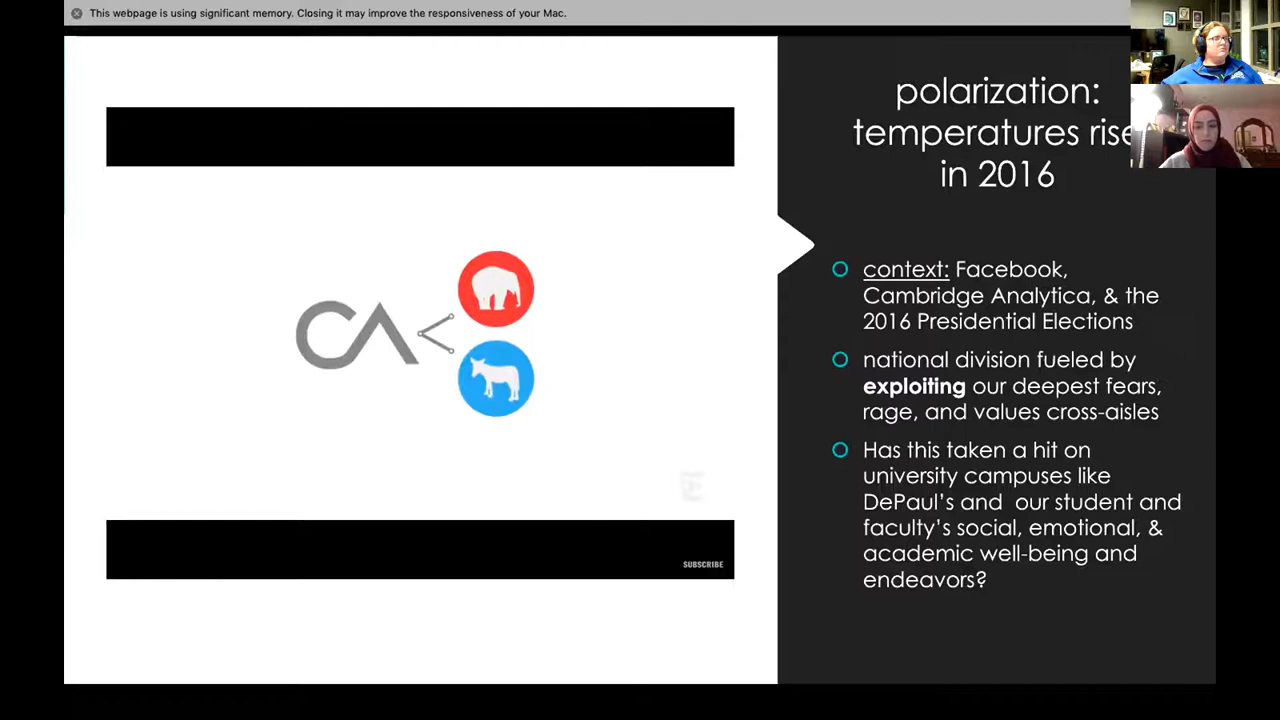 This webpage is using significant memory. Closing it may improve the responsiveness of your Mac.
polarization:
temperatures rise
in 2016
CA
context: Facebook,
Cambridge Analytica, & the
2016 Presidential Elections
national division fueled by
exploiting our deepest fears,
rage, and values cross-aisles
Has this taken a hit on
university campuses like
DePaul's and our student and
faculty's social, emotional, &
academic well-being and
endeavors?
SUBSCRIBE